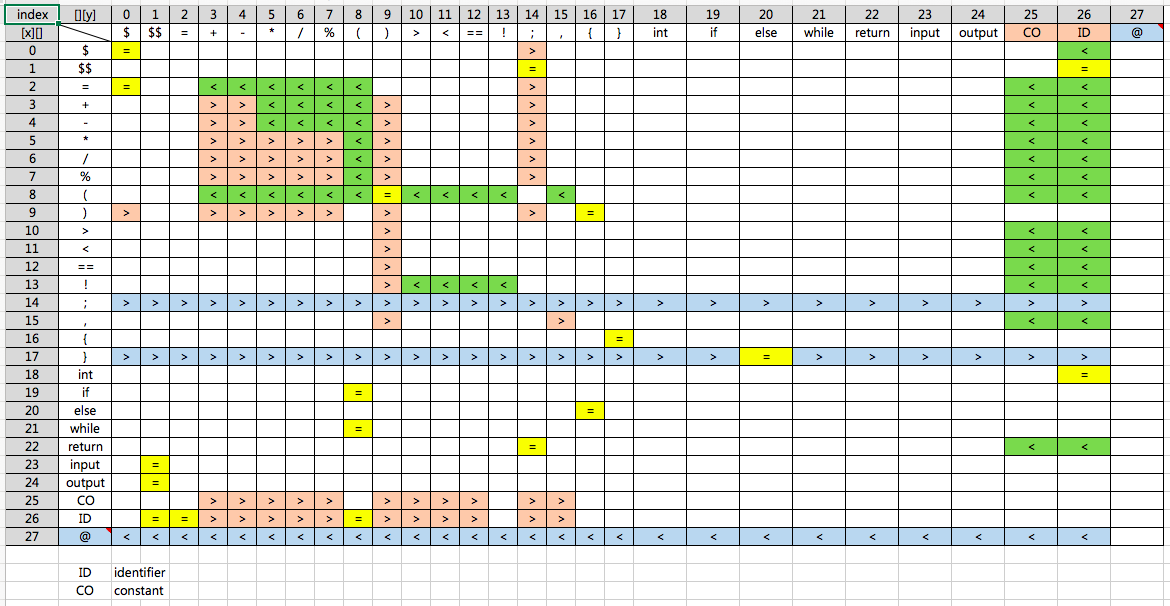 index [][y] 0 1 2 3 4 5 6 7 8 9 10 11 12 13 14 15 16 17 18 19 20 21 22 23 24 25 26 27
[x][] $ $$ = + - * / % ( ) > < == ! ; , { } int if else while return input output CO ID @
0 $ = > <
1 $$ = =
2 = = < < < < < < > < <
3 + > > < < < < > > < <
4 - > > < < < < > > < <
5 * > > > > > < > > < <
6 / > > > > > < > > < <
7 % > > > > > < > > < <
8 ( < < < < < < = < < < < < < <
9 ) > > > > > > > > > =
10 > > < <
11 < > < <
12 == > < <
13 ! > < < < < < <
14 ; > > > > > > > > > > > > > > > > > > > > > > > > > > >
15 , > > < <
16 { =
17 } > > > > > > > > > > > > > > > > > > > > = > > > > > >
18 int =
19 if =
20 else =
21 while =
22 return = < <
23 input =
24 output =
25 CO > > > > > > > > > > >
26 ID = = > > > > > = > > > > > >
27 @ < < < < < < < < < < < < < < < < < < < < < < < < < < <
ID identifier
CO constant